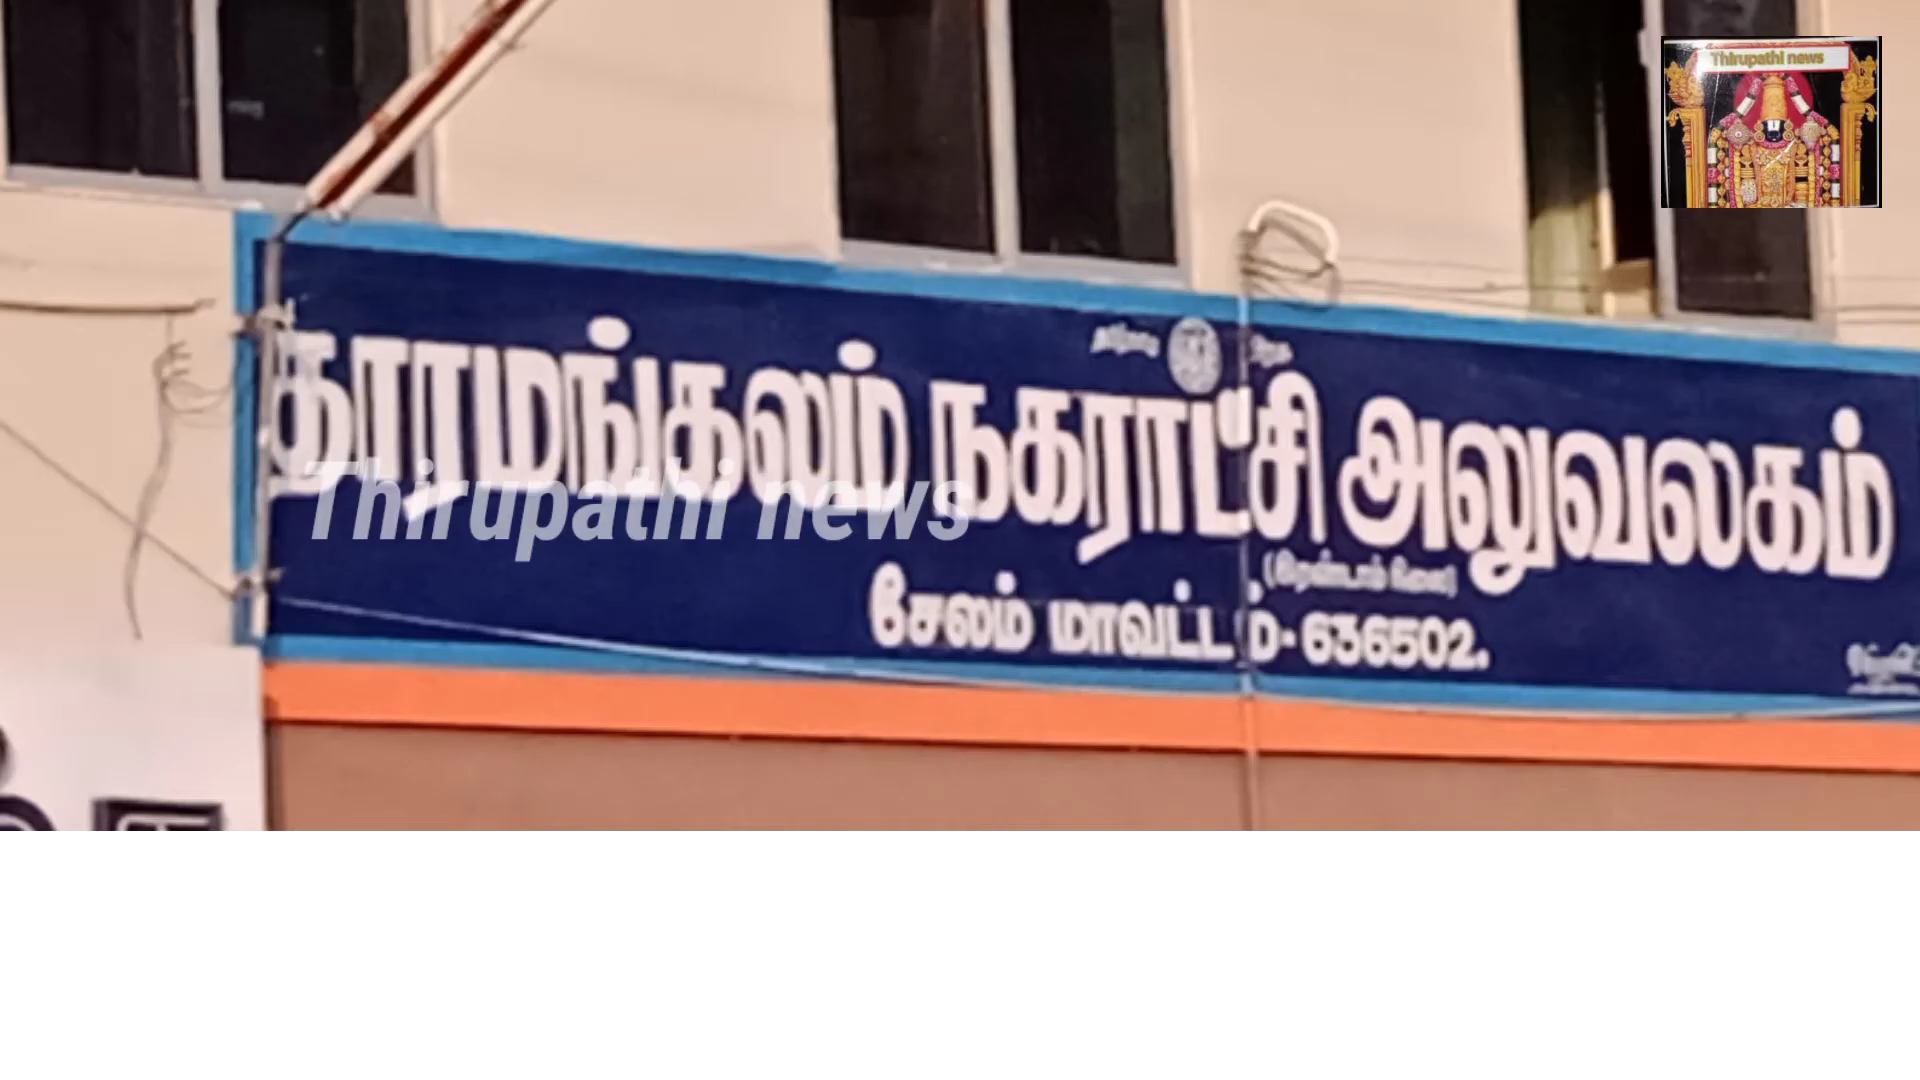 Thirupathi news
தாரமங்கலம் நகராட்சி அலுவலகம்
Thirupathi news
(இரண்டாம் நிலை)
சேலம் மாவட்டம்-636502.